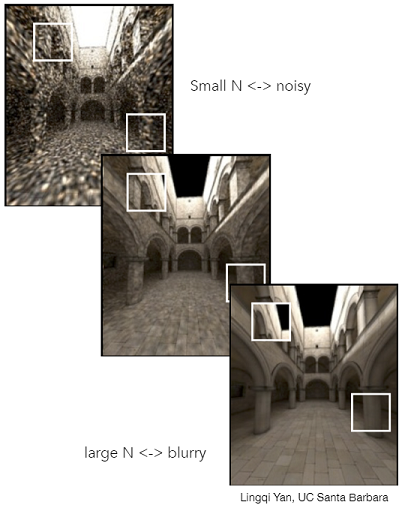 Small N <-> noisy
large N <-> blurry
Lingqi Yan, UC Santa Barbara